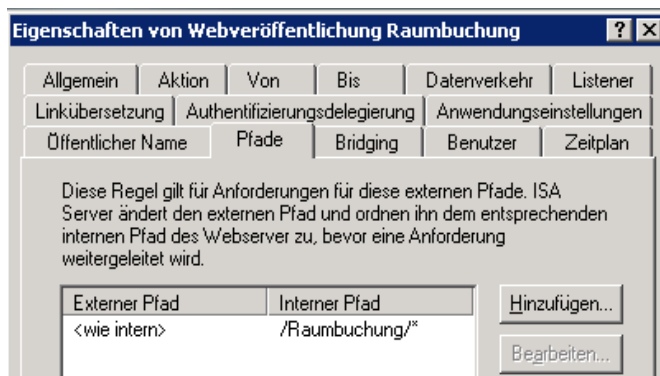 Eigenschaften von Webveröffentlichung Raumbuchung
Allgemein Aktion Von Bis Datenverkehr Listener
Linkübersetzung Authentifizierungsdelegierung Anwendungseinstellungen
Öffentlicher Name Pfade Bridging Benutzer Zeitplan
Diese Regel gilt für Anforderungen für diese externen Pfade. ISA
Server ändert den externen Pfad und ordnen ihn dem entsprechenden
internen Pfad des Webserver zu, bevor eine Anforderung
weitergeleitet wird.
Externer Pfad Interner Pfad Hinzufügen...
<wie intern> /Raumbuchung/*
Bearbeiten...